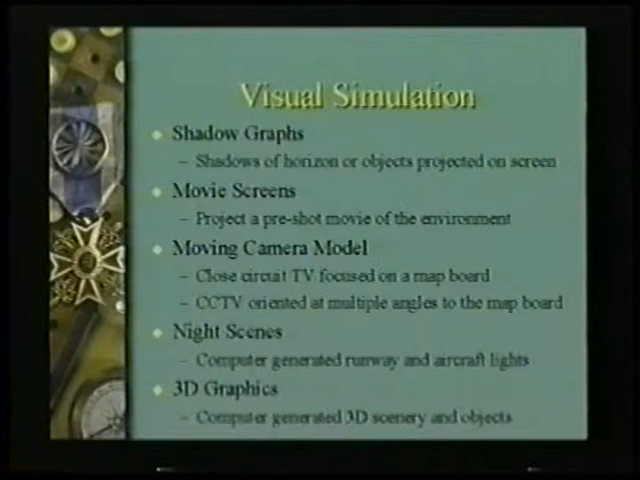 Visual Simulation
Shadow Graphs
– Shadows of horizon or objects projected on screen
Movie Screens
– Project a pre-shot movie of the environment
Moving Camera Model
– Close circuit TV focused on a map board
– CCTV oriented at multiple angles to the map board
Night Scenes
– Computer generated runway and aircraft lights
3D Graphics
– Computer generated 3D scenery and objects